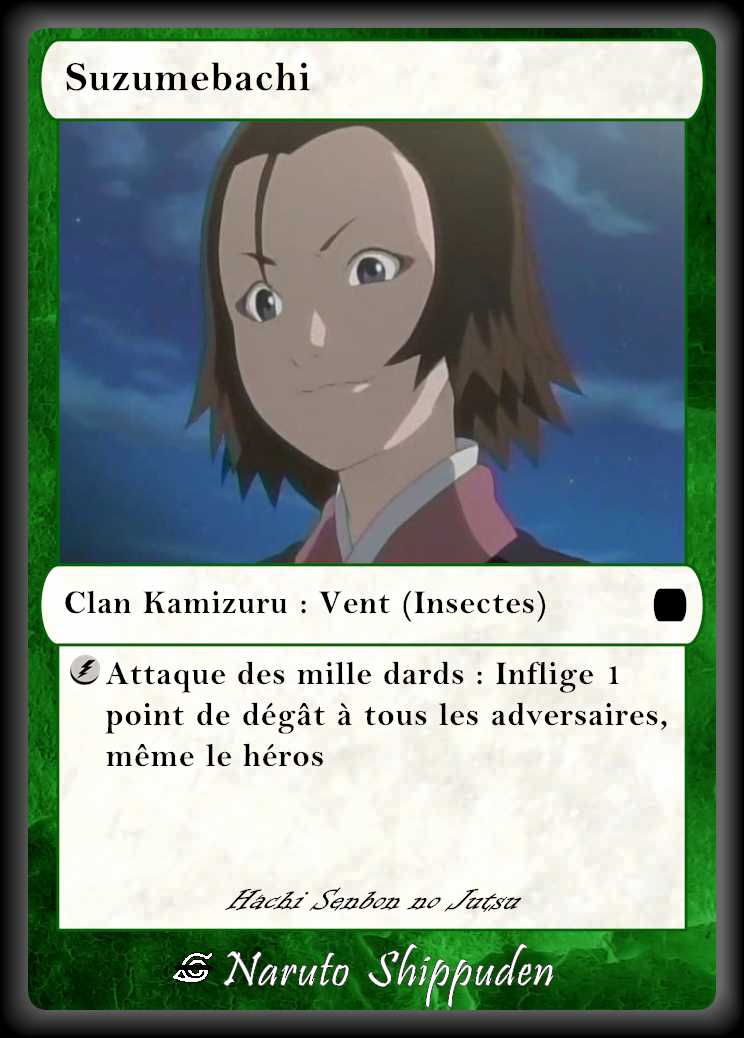 Suzumebachi
Clan Kamizuru : Vent (Insectes)
Attaque des mille dards : Inflige 1
point de dégât à tous les adversaires,
même le héros
Hachi Senbon no Jutsu
Naruto Shippuden